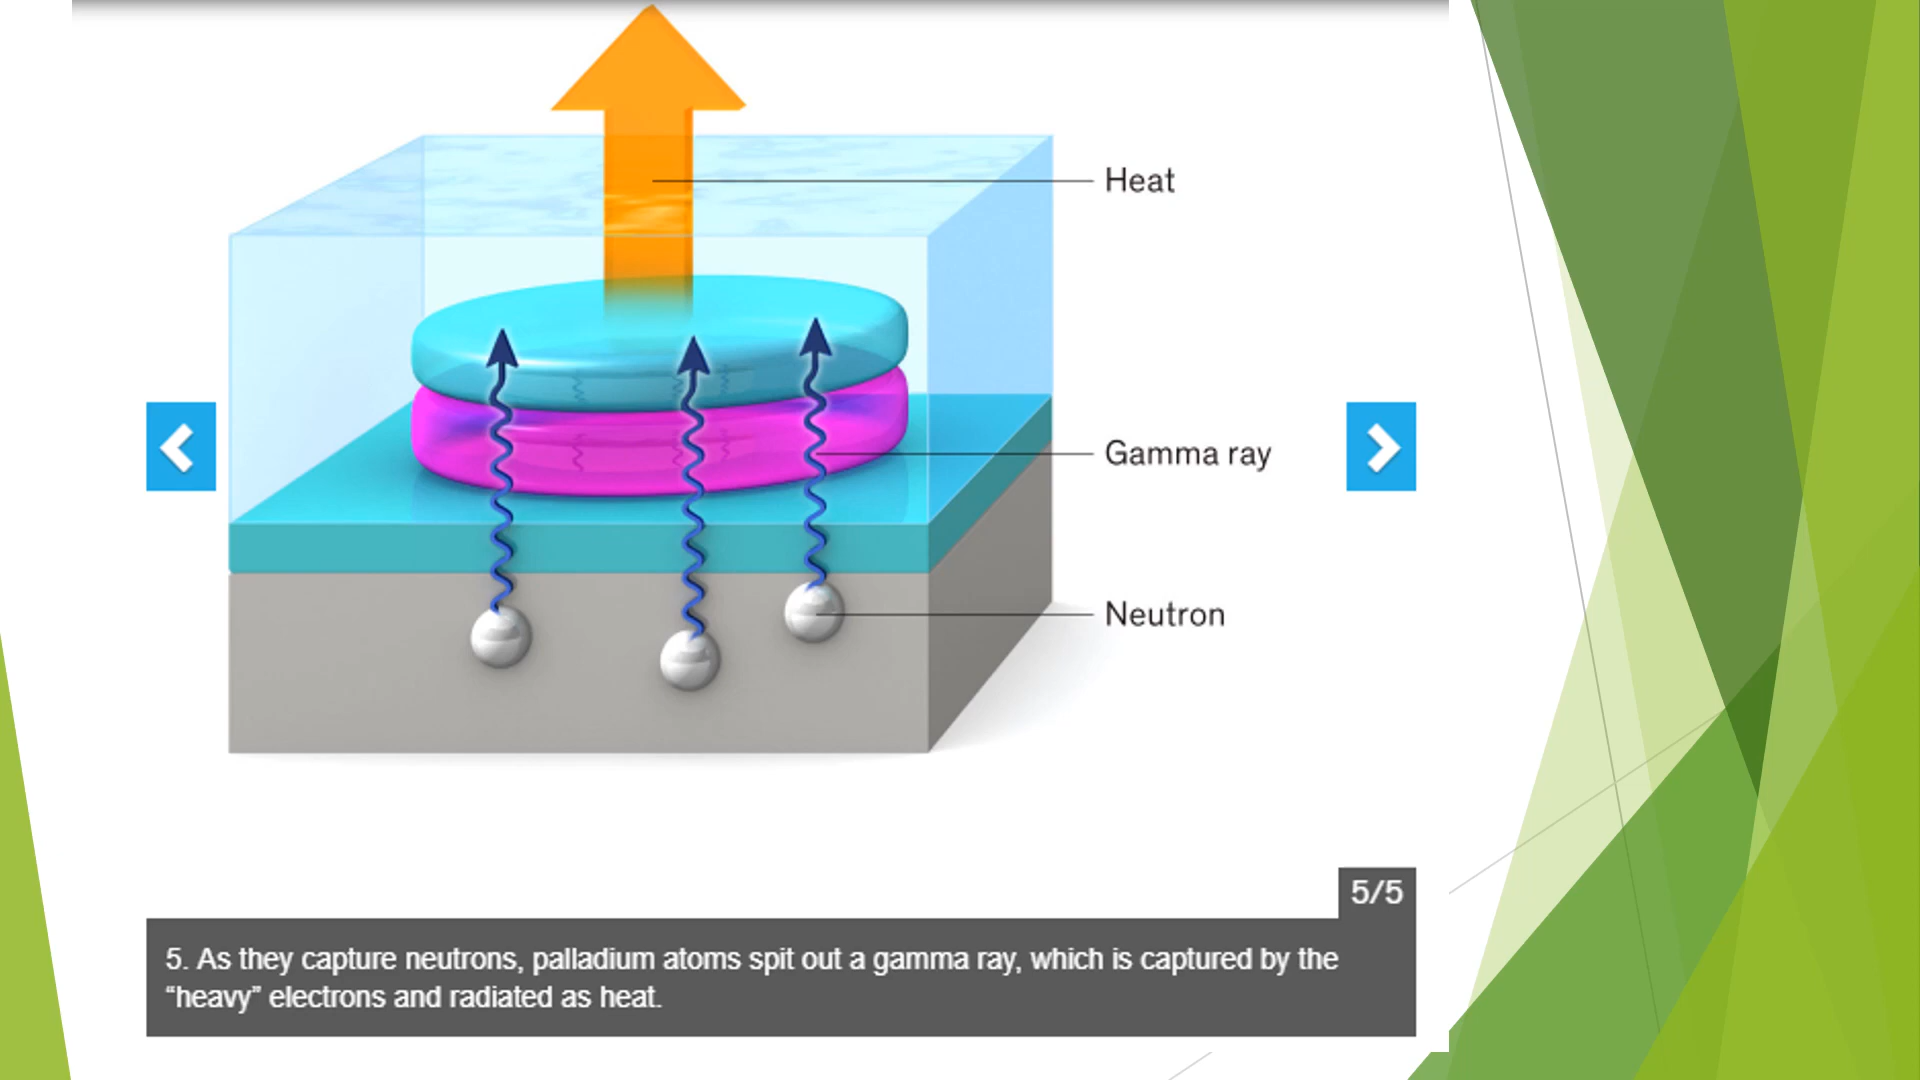 Heat
Gamma ray
Neutron
5/5
5. As they capture neutrons, palladium atoms spit out a gamma ray, which is captured by the
“heavy” electrons and radiated as heat.